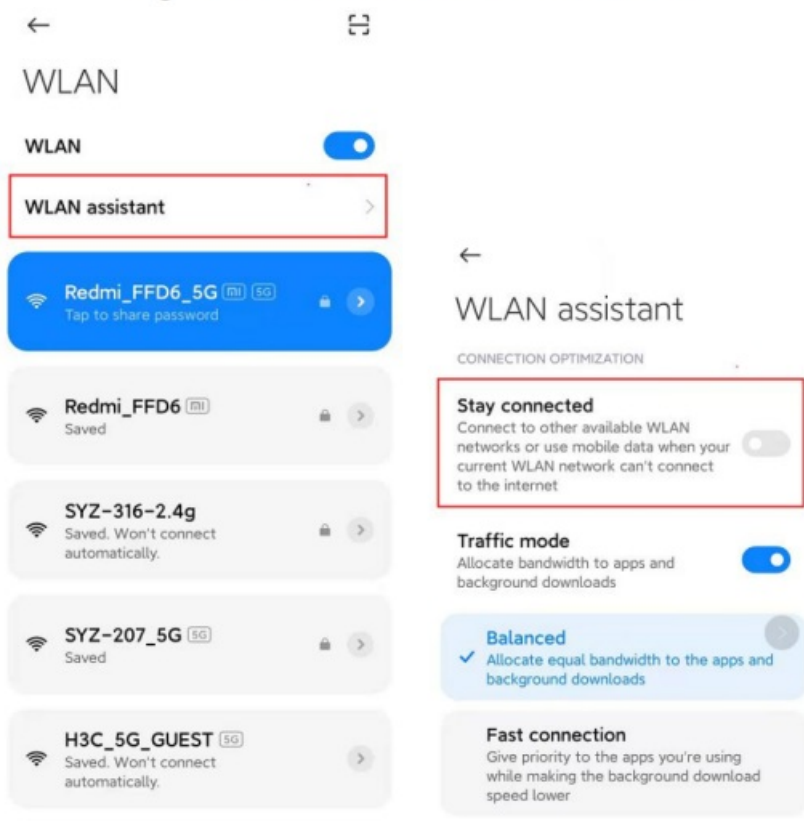 WLAN
WLAN
WLAN assistant
Redmi_FFD6_5G mi 5G
Tap to share password
Redmi_FFD6 mi
Saved
SYZ-316-2.4g
Saved. Won't connect
automatically.
SYZ-207_5G 5G
Saved
H3C_5G_GUEST 5G
Saved. Won't connect
automatically.
WLAN assistant
CONNECTION OPTIMIZATION
Stay connected
Connect to other available WLAN
networks or use mobile data when your
current WLAN network can't connect
to the internet
Traffic mode
Allocate bandwidth to apps and
background downloads
Balanced
Allocate equal bandwidth to the apps and
background downloads
Fast connection
Give priority to the apps you're using
while making the background download
speed lower